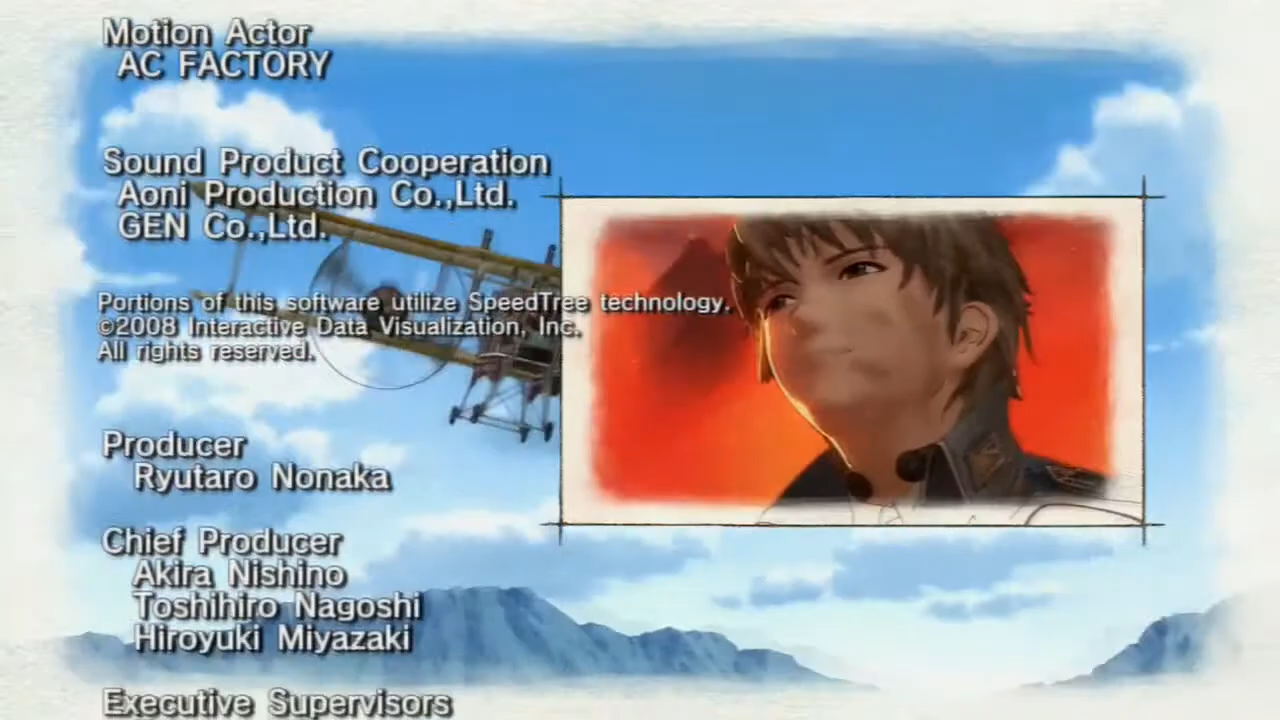 Motion Actor
AC FACTORY
Sound Product Cooperation
Aoni Production Co.,Ltd.
GEN Co.,Ltd.
Portions of this software utilize SpeedTree technology.
©2008 Interactive Data Visualization, Inc.
All rights reserved.
Producer
Ryutaro Nonaka
Chief Producer
Akira Nishino
Toshihiro Nagoshi
Hiroyuki Miyazaki
Executive Supervisors